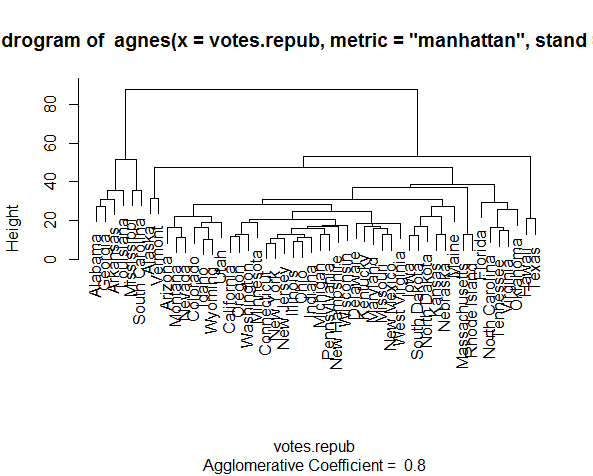 drogram of agnes(x = votes.repub, metric = "manhattan", stand =
Height
0
20
40
60
80
Alabama
Georgia
Arkansas
Louisiana
Mississippi
South Carolina
Alaska
Vermont
Arizona
Montana
Nevada
Colorado
Idaho
Wyoming
Utah
California
Oregon
Washington
Minnesota
Connecticut
New York
New Jersey
Illinois
Ohio
Indiana
Michigan
Pennsylvania
New Hampshire
Wisconsin
Delaware
Kentucky
Maryland
Missouri
New Mexico
West Virginia
Iowa
South Dakota
North Dakota
Kansas
Nebraska
Maine
Massachusetts
Rhode Island
Florida
North Carolina
Tennessee
Virginia
Oklahoma
Hawaii
Texas
votes.repub
Agglomerative Coefficient = 0.8